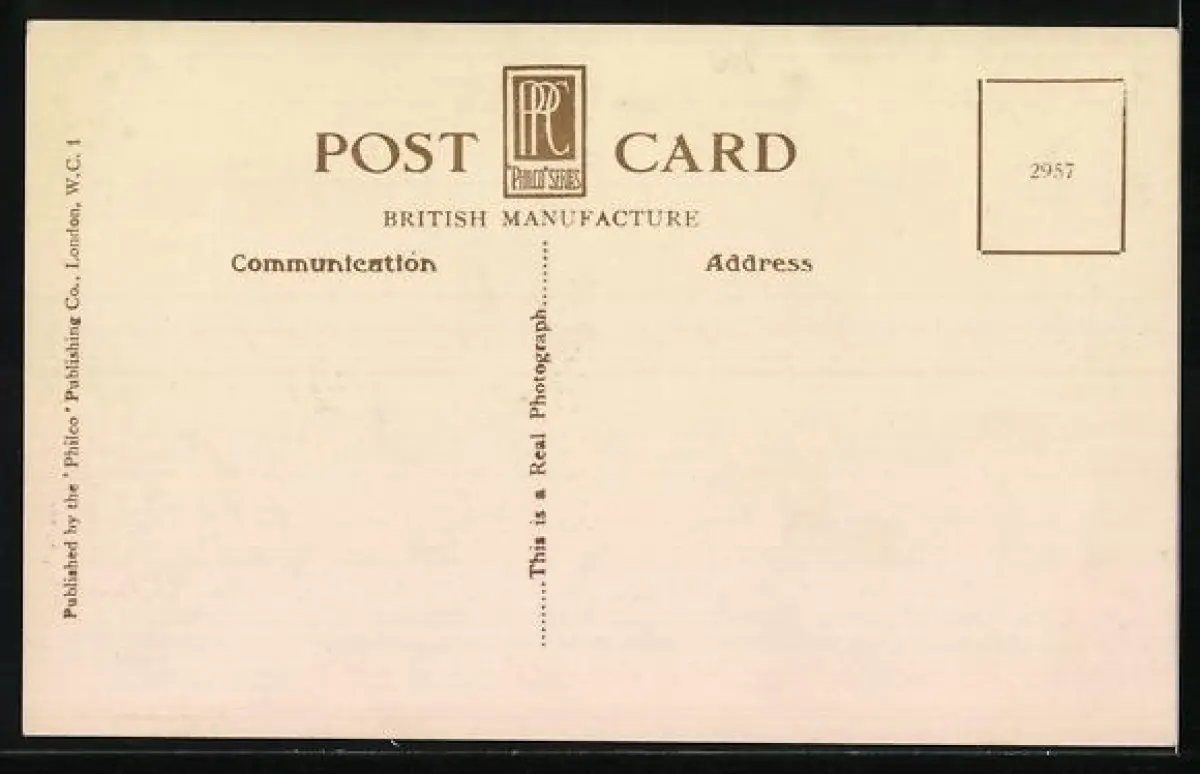 POST CARD
PPC
"PHILCO" SERIES
BRITISH MANUFACTURE
Communication
Address
2957
Published by the "Philco" Publishing Co., London, W.C. 1
........This is a Real Photograph........